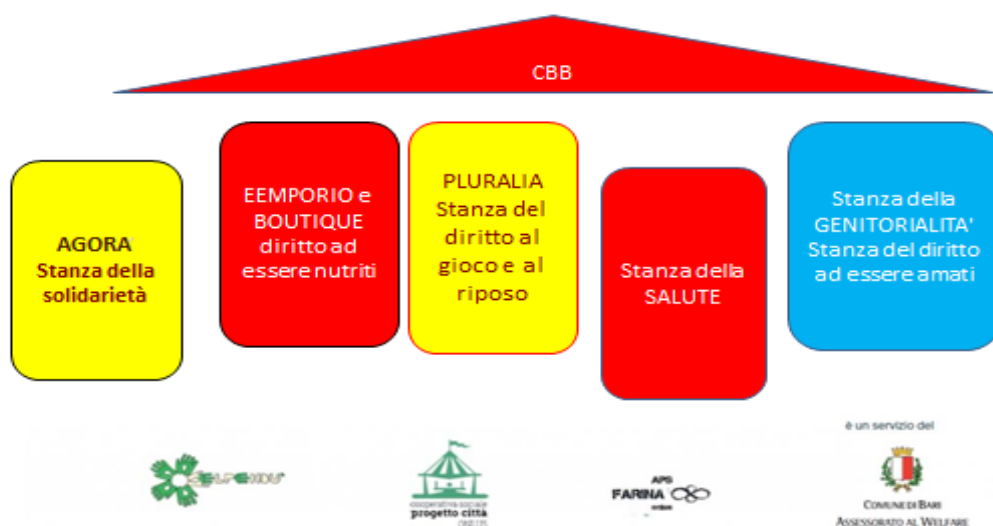 CBB
AGORA'
Stanza della
solidarietà
EEMPORIO e
BOUTIQUE
diritto ad
essere nutriti
PLURALIA
Stanza del
diritto al
gioco e al
riposo
Stanza della
SALUTE
Stanza della
GENITORIALITA'
Stanza del diritto
ad essere amati
è un servizio del
cooperativa sociale
progetto città
APS
FARINA
COMUNE DI BARI
ASSESSORATO AL WELFARE